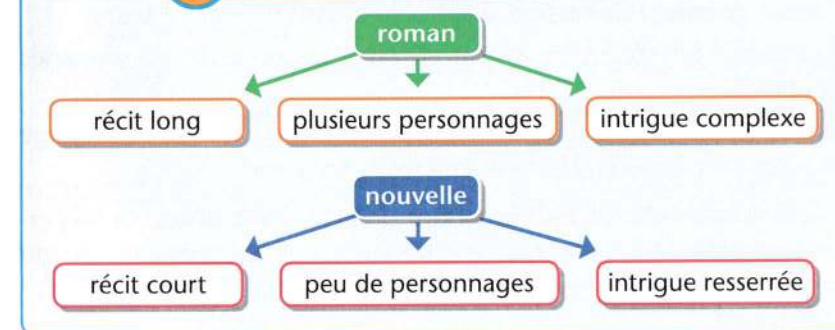 roman
récit long
plusieurs personnages
intrigue complexe
nouvelle
récit court
peu de personnages
intrigue resserrée